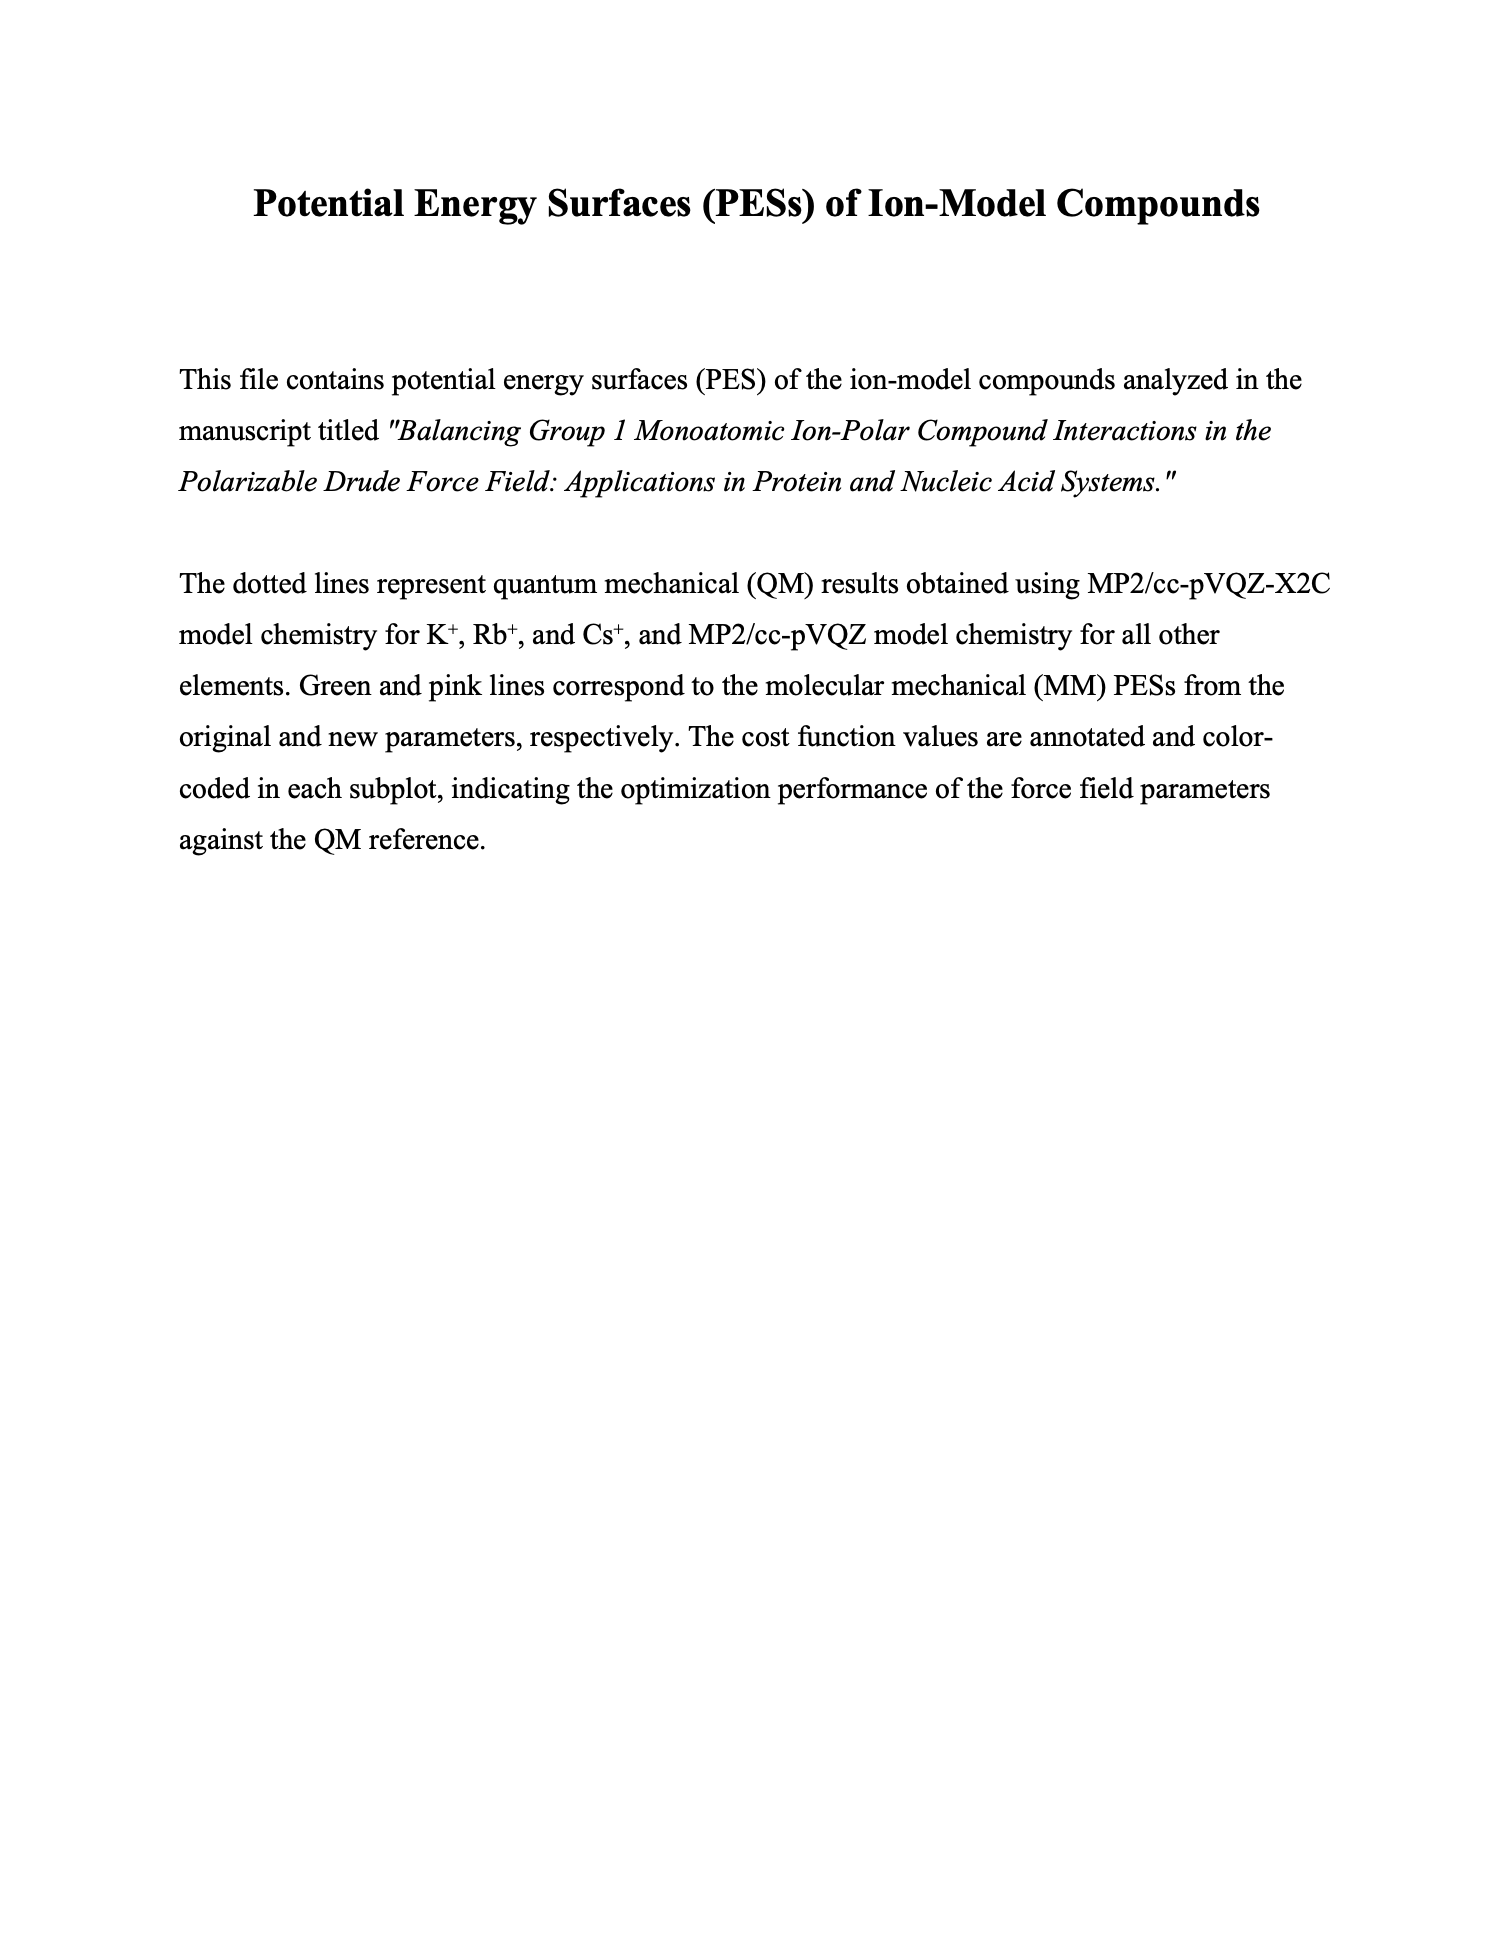 Potential Energy Surfaces (PESs) of Ion-Model Compounds
This file contains potential energy surfaces (PES) of the ion-model compounds analyzed in the
manuscript titled "Balancing Group 1 Monoatomic Ion-Polar Compound Interactions in the
Polarizable Drude Force Field: Applications in Protein and Nucleic Acid Systems."
The dotted lines represent quantum mechanical (QM) results obtained using MP2/cc-pVQZ-X2C
model chemistry for K⁺, Rb⁺, and Cs⁺, and MP2/cc-pVQZ model chemistry for all other
elements. Green and pink lines correspond to the molecular mechanical (MM) PESs from the
original and new parameters, respectively. The cost function values are annotated and color-
coded in each subplot, indicating the optimization performance of the force field parameters
against the QM reference.